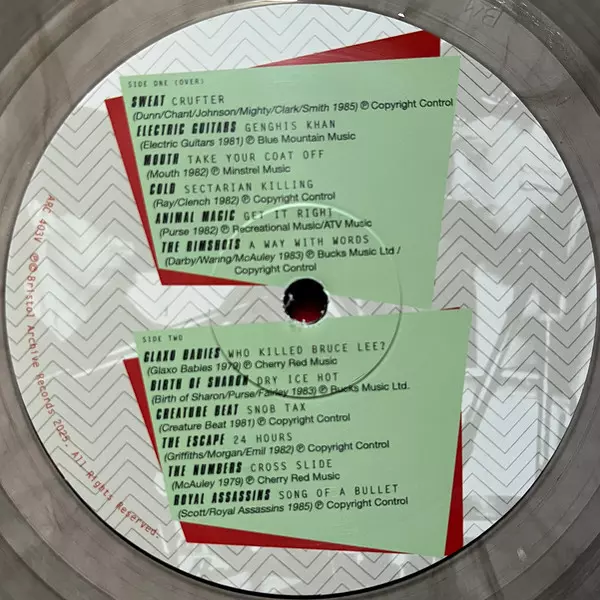 SIDE ONE (OVER)
SWEAT CRUFTER
(Dunn/Chant/Johnson/Mighty/Clark/Smith 1985) ℗ Copyright Control
ELECTRIC GUITARS GENGHIS KHAN
(Electric Guitars 1981) ℗ Blue Mountain Music
MOUTH TAKE YOUR COAT OFF
(Mouth 1982) ℗ Minstrel Music
COLD SECTARIAN KILLING
(Ray/Clench 1982) ℗ Copyright Control
ANIMAL MAGIC GET IT RIGHT
(Purse 1982) ℗ Recreational Music/ATV Music
THE RIMSHOTS A WAY WITH WORDS
(Darby/Waring/McAuley 1983) ℗ Bucks Music Ltd /
Copyright Control
SIDE TWO
GLAXO BABIES WHO KILLED BRUCE LEE?
(Glaxo Babies 1979) ℗ Cherry Red Music
BIRTH OF SHARON DRY ICE HOT
(Birth of Sharon/Purse/Fairley 1983) ℗ Bucks Music Ltd.
CREATURE BEAT SNOB TAX
(Creature Beat 1981) ℗ Copyright Control
THE ESCAPE 24 HOURS
(Griffiths/Morgan/Emil 1982) ℗ Copyright Control
THE NUMBERS CROSS SLIDE
(McAuley 1979) ℗ Cherry Red Music
ROYAL ASSASSINS SONG OF A BULLET
(Scott/Royal Assassins 1985) ℗ Copyright Control
ARC 403V ℗© Bristol Archive Records 2025. All Rights Reserved.